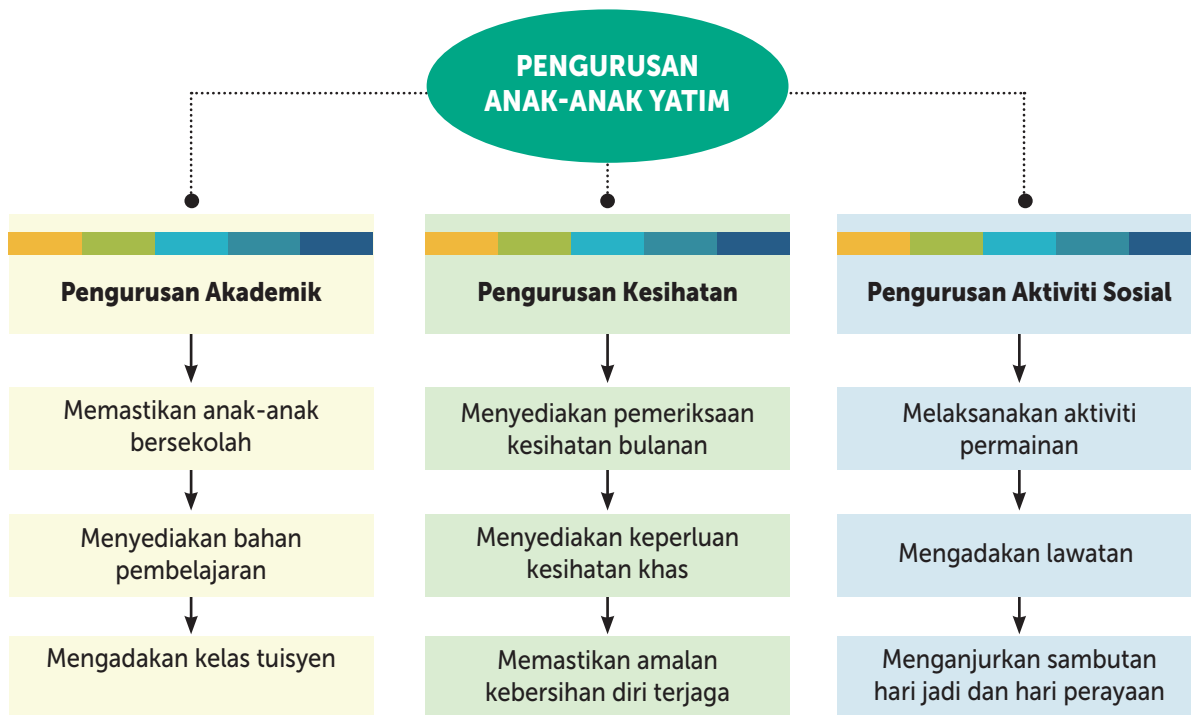 PENGURUSAN
ANAK-ANAK YATIM
Pengurusan Akademik
Memastikan anak-anak
bersekolah
Menyediakan bahan
pembelajaran
Mengadakan kelas tuisyen
Pengurusan Kesihatan
Menyediakan pemeriksaan
kesihatan bulanan
Menyediakan keperluan
kesihatan khas
Memastikan amalan
kebersihan diri terjaga
Pengurusan Aktiviti Sosial
Melaksanakan aktiviti
permainan
Mengadakan lawatan
Menganjurkan sambutan
hari jadi dan hari perayaan